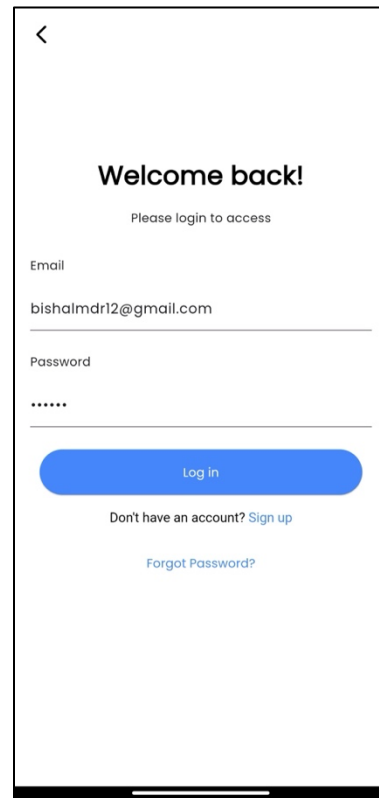 Welcome back!
Please login to access
Email
bishalmdr12@gmail.com
Password
••••••
Log in
Don't have an account? Sign up
Forgot Password?